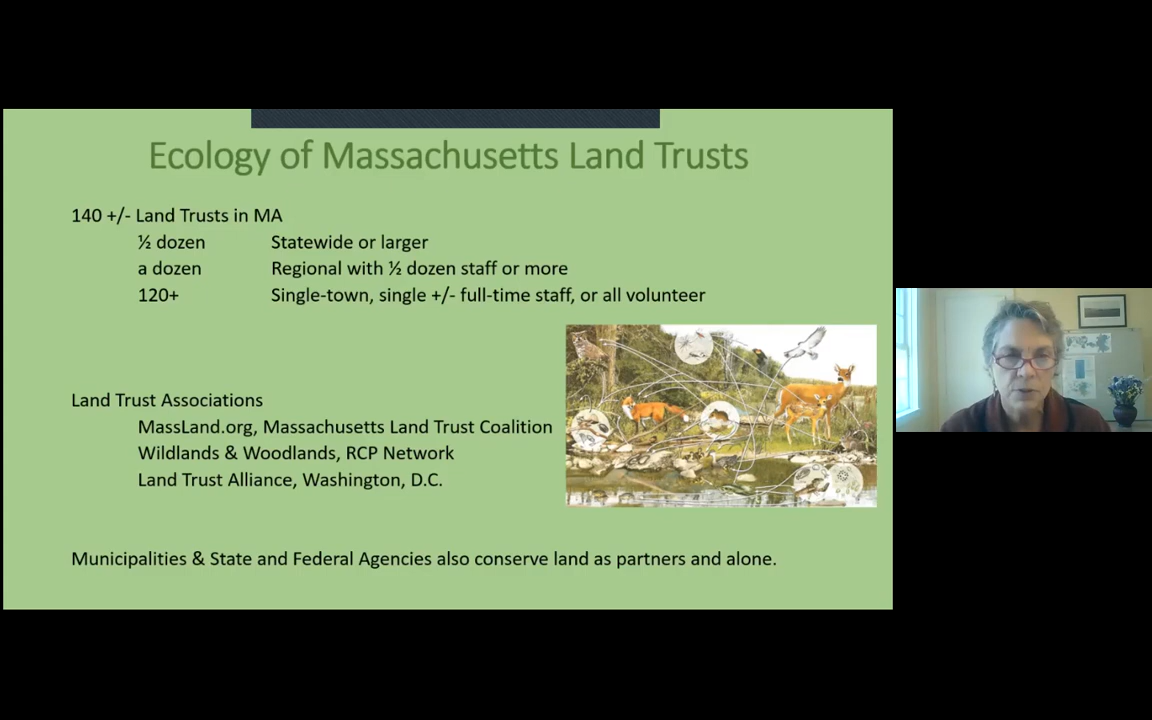 Ecology of Massachusetts Land Trusts
140 +/- Land Trusts in MA
½ dozen Statewide or larger
a dozen Regional with ½ dozen staff or more
120+ Single-town, single +/- full-time staff, or all volunteer
Land Trust Associations
MassLand.org, Massachusetts Land Trust Coalition
Wildlands & Woodlands, RCP Network
Land Trust Alliance, Washington, D.C.
Municipalities & State and Federal Agencies also conserve land as partners and alone.